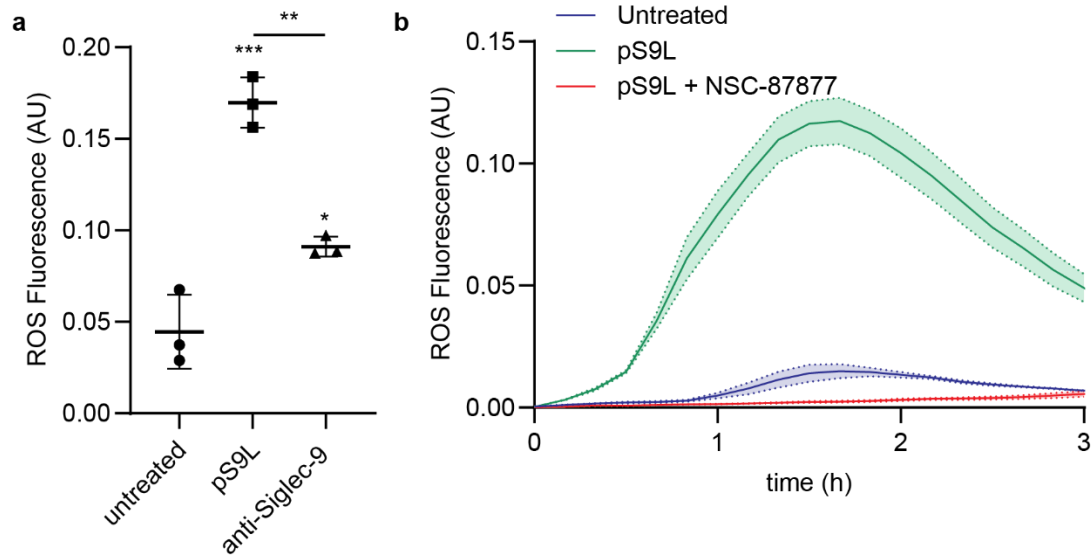 a
**
***
*
ROS Fluorescence (AU)
0.20
0.15
0.10
0.05
0.00
untreated
pS9L
anti-Siglec-9
b
Untreated
pS9L
pS9L + NSC-87877
ROS Fluorescence (AU)
0.15
0.10
0.05
0.00
0
1
2
3
time (h)